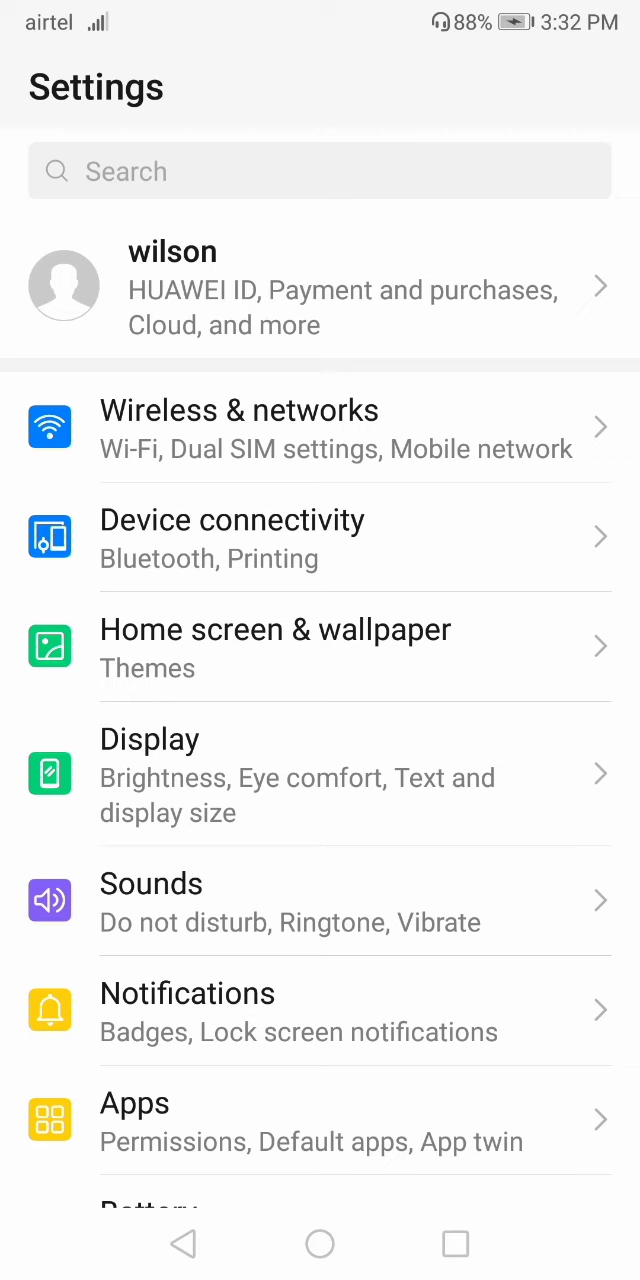 airtel 88% 3:32 PM
Settings
Search
wilson
HUAWEI ID, Payment and purchases,
Cloud, and more
Wireless & networks
Wi-Fi, Dual SIM settings, Mobile network
Device connectivity
Bluetooth, Printing
Home screen & wallpaper
Themes
Display
Brightness, Eye comfort, Text and
display size
Sounds
Do not disturb, Ringtone, Vibrate
Notifications
Badges, Lock screen notifications
Apps
Permissions, Default apps, App twin
Battery